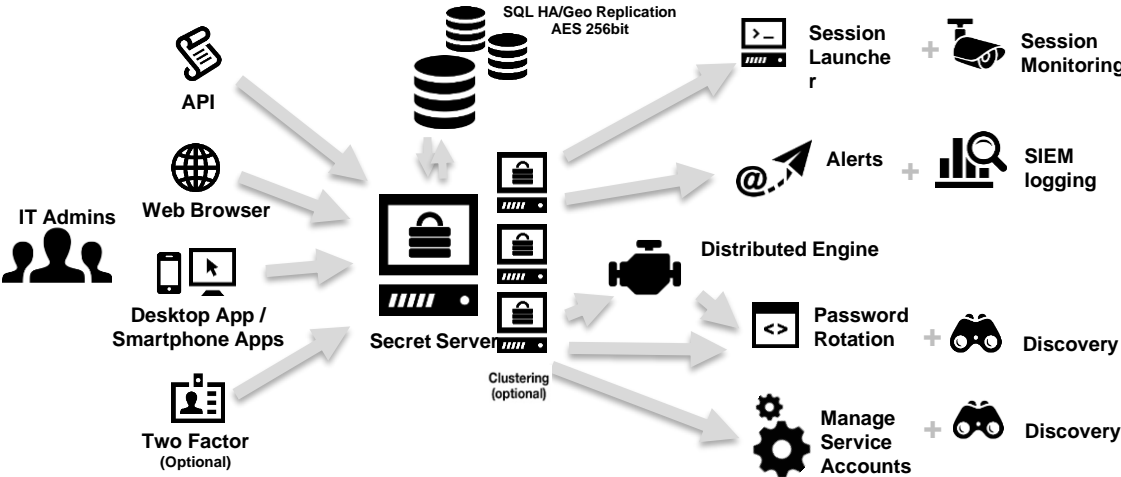 SQL HA/Geo Replication
AES 256bit
API
Web Browser
IT Admins
Desktop App /
Smartphone Apps
Two Factor
(Optional)
Secret Server
Clustering
(optional)
Session
Launche
r
+
Session
Monitoring
@
Alerts
+
SIEM
logging
Distributed Engine
<>
Password
Rotation
+
Discovery
Manage
Service
Accounts
+
Discovery